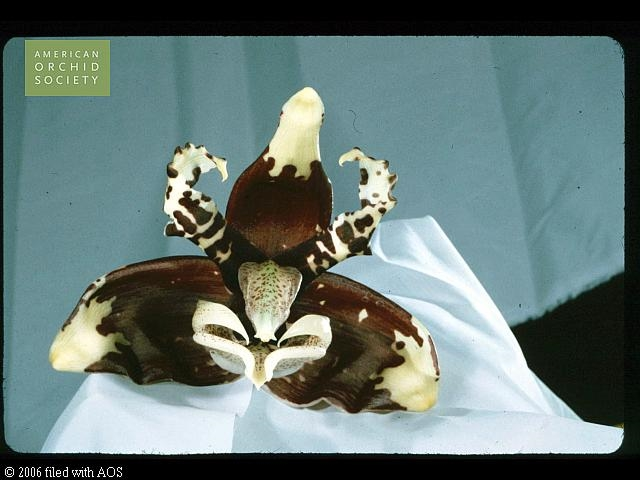 AMERICAN
ORCHID
SOCIETY
© 2006 filed with AOS